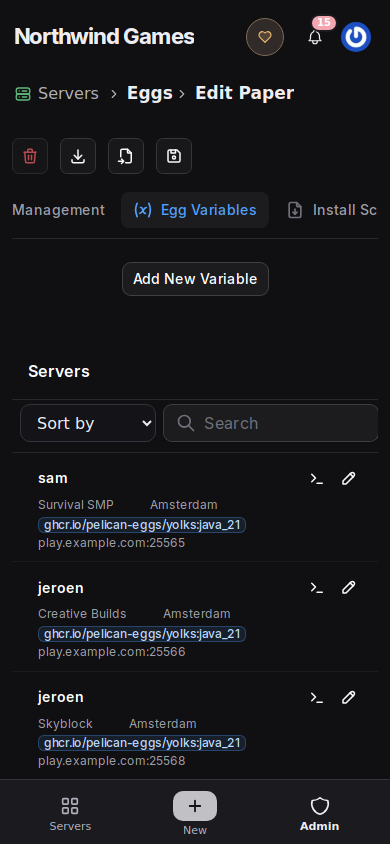 Northwind Games
15
Servers > Eggs > Edit Paper
Management
(x) Egg Variables
Install Sc
Add New Variable
Servers
Sort by
Search
sam
Survival SMP Amsterdam
ghcr.io/pelican-eggs/yolks:java_21
play.example.com:25565
jeroen
Creative Builds Amsterdam
ghcr.io/pelican-eggs/yolks:java_21
play.example.com:25566
jeroen
Skyblock Amsterdam
ghcr.io/pelican-eggs/yolks:java_21
play.example.com:25568
Servers
New
Admin